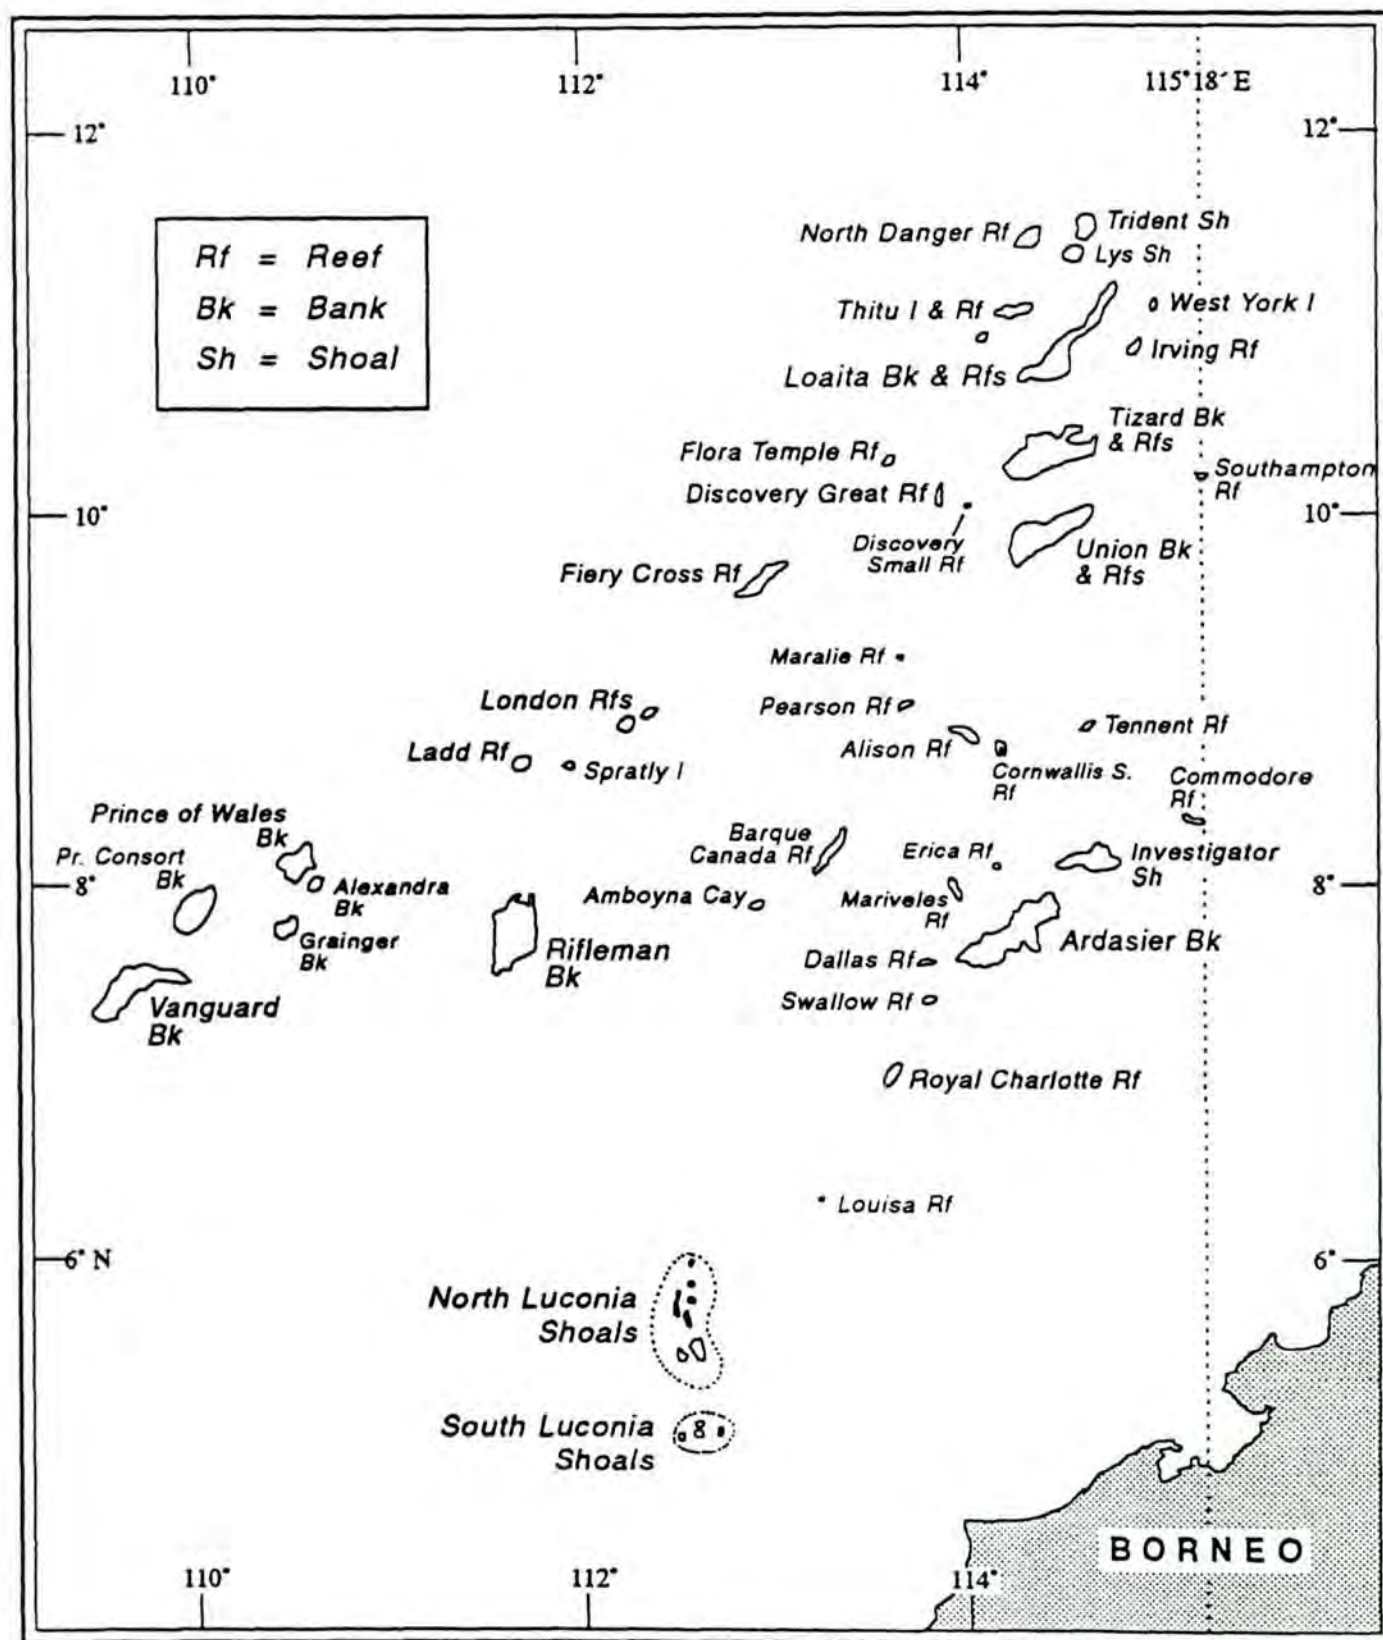 110° 112° 114° 115°18´E
12° 12°
Rf = Reef
Bk = Bank
Sh = Shoal
North Danger Rf
Trident Sh
Lys Sh
Thitu I & Rf
West York I
Irving Rf
Loaita Bk & Rfs
Tizard Bk
& Rfs
Flora Temple Rf
Southampton
Rf
Discovery Great Rf
10° 10°
Discovery
Small Rf
Union Bk
& Rfs
Fiery Cross Rf
Maralie Rf
London Rfs
Pearson Rf
Tennent Rf
Alison Rf
Ladd Rf
Spratly I
Cornwallis S.
Rf
Commodore
Rf
Prince of Wales
Bk
Pr. Consort
Bk
Barque
Canada Rf
Erica Rf
Investigator
Sh
8° 8°
Alexandra
Bk
Amboyna Cay
Mariveles
Rf
Grainger
Bk
Rifleman
Bk
Ardasier Bk
Dallas Rf
Vanguard
Bk
Swallow Rf
Royal Charlotte Rf
Louisa Rf
6° N 6°
North Luconia
Shoals
South Luconia
Shoals
BORNEO
110° 112° 114°